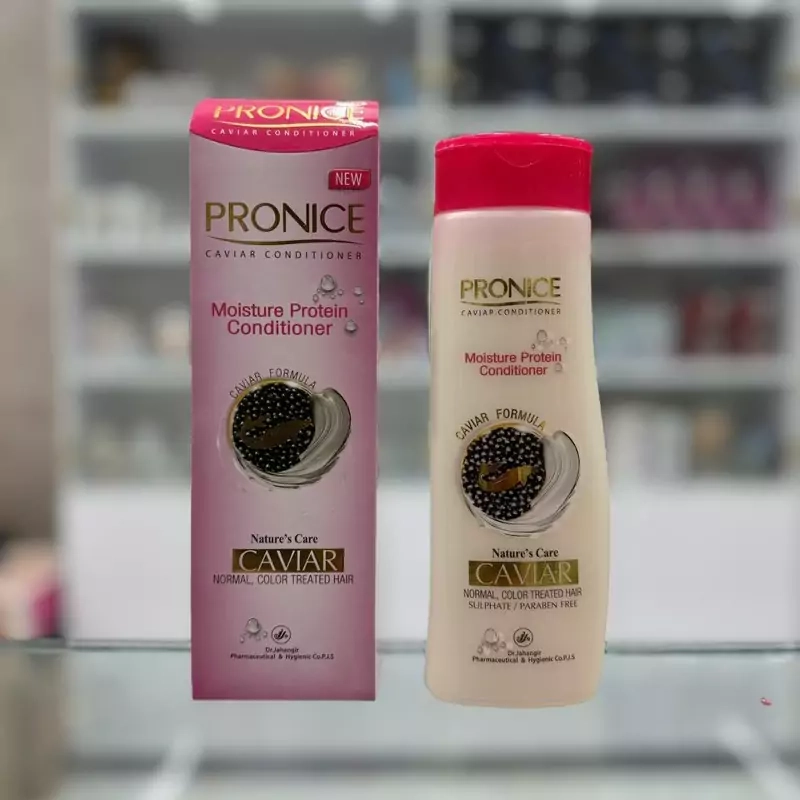 PRONICE
CAVIAR CONDITIONER
NEW
PRONICE
CAVIAR CONDITIONER
Moisture Protein
Conditioner
CAVIAR FORMULA
Nature's Care
CAVIAR
NORMAL, COLOR TREATED HAIR
Dr.Jahangir
Pharmaceutical & Hygienic Co.P.J.S
PRONICE
CAVIAR CONDITIONER
Moisture Protein
Conditioner
CAVIAR FORMULA
Nature's Care
CAVIAR
NORMAL, COLOR TREATED HAIR
SULPHATE / PARABEN FREE
Dr.Jahangir
Pharmaceutical & Hygienic Co.P.J.S